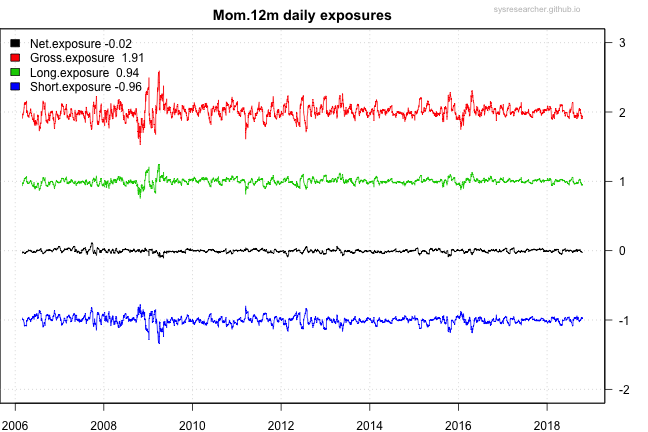 Mom.12m daily exposures
sysresearcher.github.io
Net.exposure -0.02
Gross.exposure 1.91
Long.exposure 0.94
Short.exposure -0.96
3
2
1
0
-1
-2
2006 2008 2010 2012 2014 2016 2018